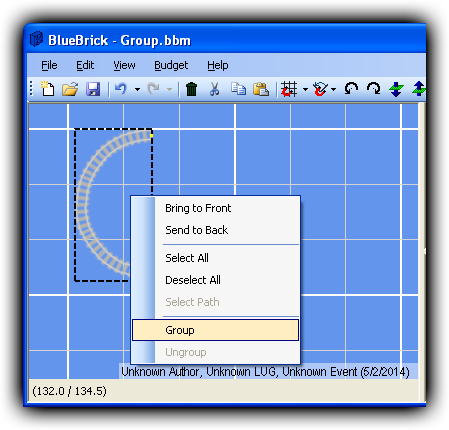 BlueBrick - Group.bbm
File Edit View Budget Help
Bring to Front
Send to Back
Select All
Deselect All
Select Path
Group
Ungroup
Unknown Author, Unknown LUG, Unknown Event (5/2/2014)
(132.0 / 134.5)